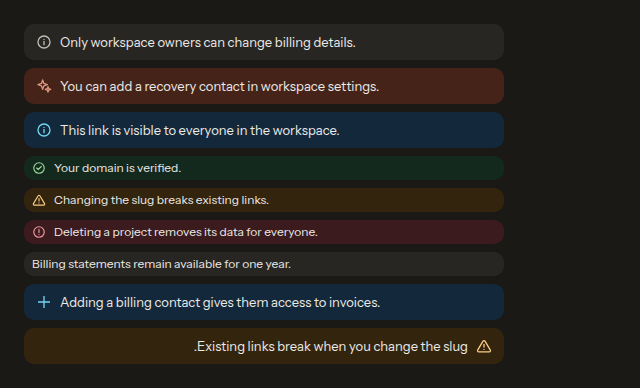 Only workspace owners can change billing details.
You can add a recovery contact in workspace settings.
This link is visible to everyone in the workspace.
Your domain is verified.
Changing the slug breaks existing links.
Deleting a project removes its data for everyone.
Billing statements remain available for one year.
Adding a billing contact gives them access to invoices.
.Existing links break when you change the slug